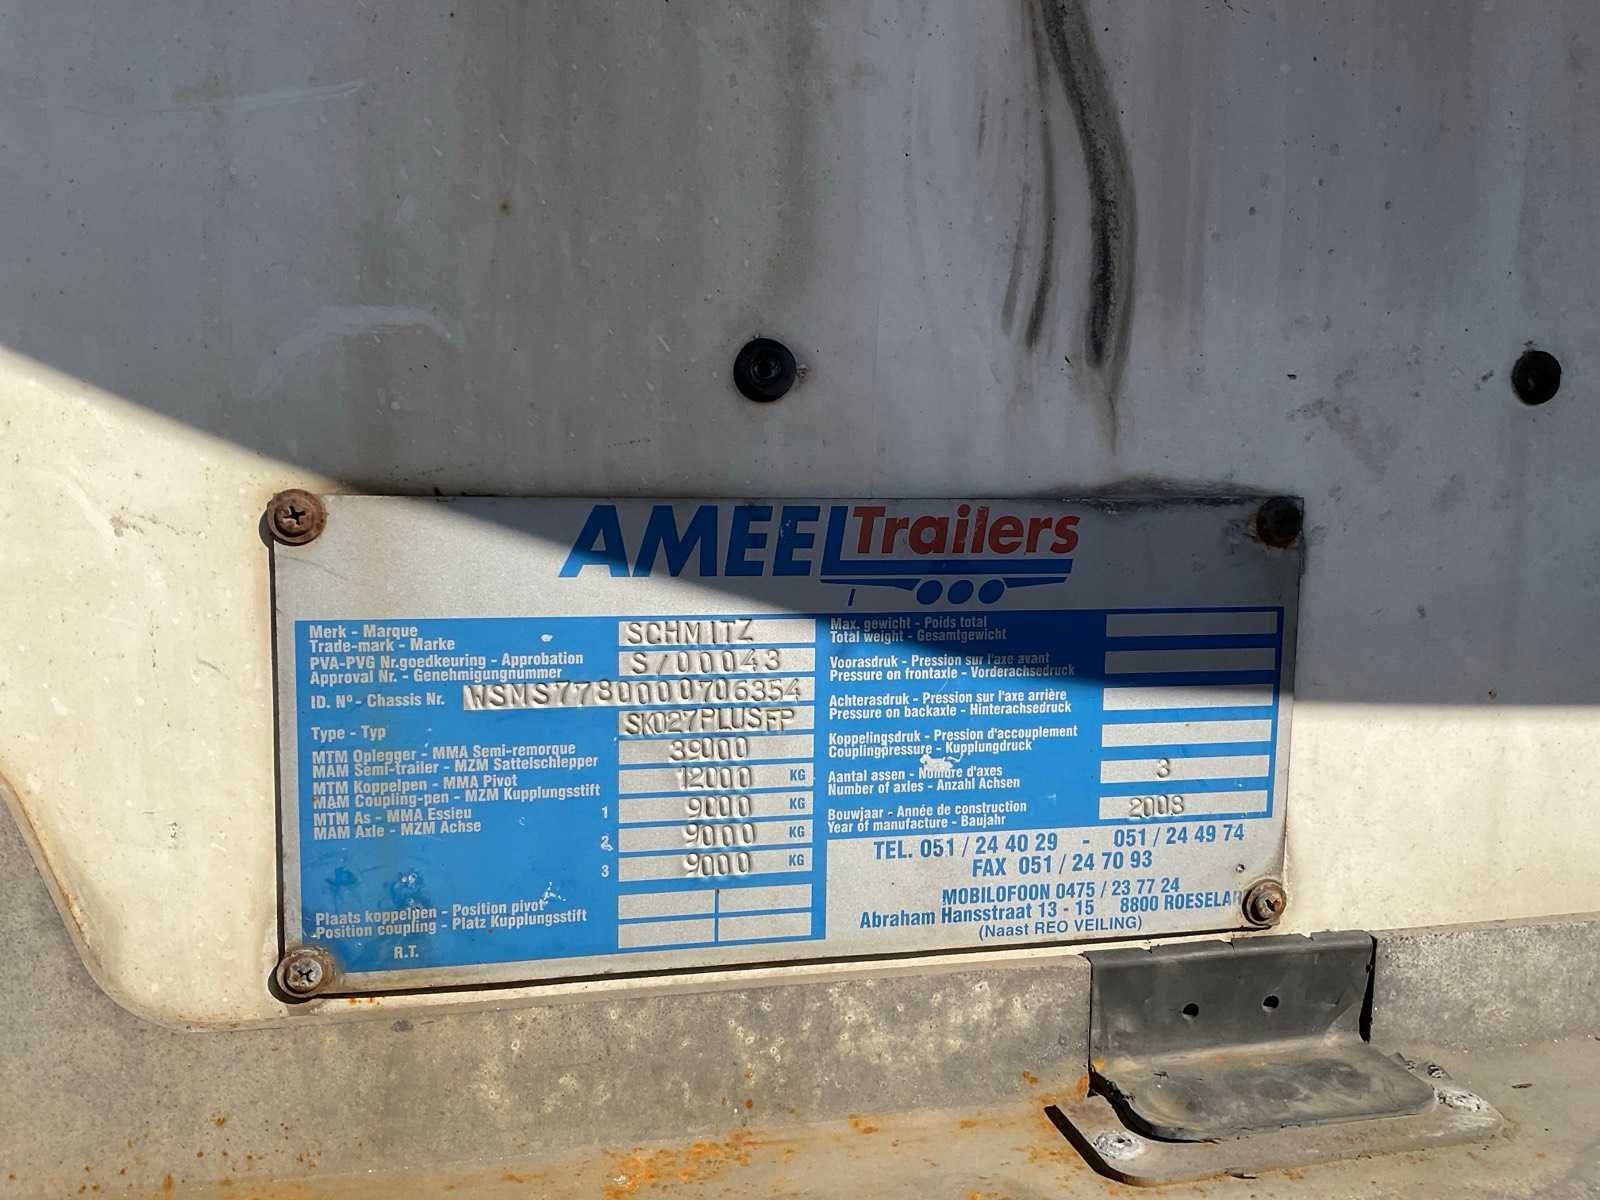 AMEEL Trailers
Merk - Marque
Trade-mark - Marke
SCHMITZ
PVA-PVG Nr.goedkeuring - Approbation
Approval Nr. - Genehmigungnummer
S/00043
ID. Nº - Chassis Nr.
WSMS7780000706354
Type - Typ
SKO27PLUSFP
MTM Oplegger - MMA Semi-remorque
MAM Semi-trailer - MZM Sattelschlepper
39000
MTM Koppelpen - MMA Pivot
MAM Coupling-pen - MZM Kupplungsstift
12000 KG
MTM As - MMA Essieu
MAM Axle - MZM Achse
1 9000 KG
2 9000 KG
3 9000 KG
Plaats koppelpen - Position pivot
Position coupling - Platz Kupplungsstift
R.T.
Max. gewicht - Poids total
Total weight - Gesamtgewicht
Voorasdruk - Pression sur l'axe avant
Pressure on frontaxle - Vorderachsedruck
Achterasdruk - Pression sur l'axe arrière
Pressure on backaxle - Hinterachsedruck
Koppelingsdruk - Pression d'accouplement
Couplingpressure - Kupplungdruck
Aantal assen - Nombre d'axes
Number of axles - Anzahl Achsen
3
Bouwjaar - Année de construction
Year of manufacture - Baujahr
2008
TEL. 051 / 24 40 29 - 051 / 24 49 74
FAX 051 / 24 70 93
MOBILOFOON 0475 / 23 77 24
Abraham Hansstraat 13 - 15 8800 ROESELAR
(Naast REO VEILING)